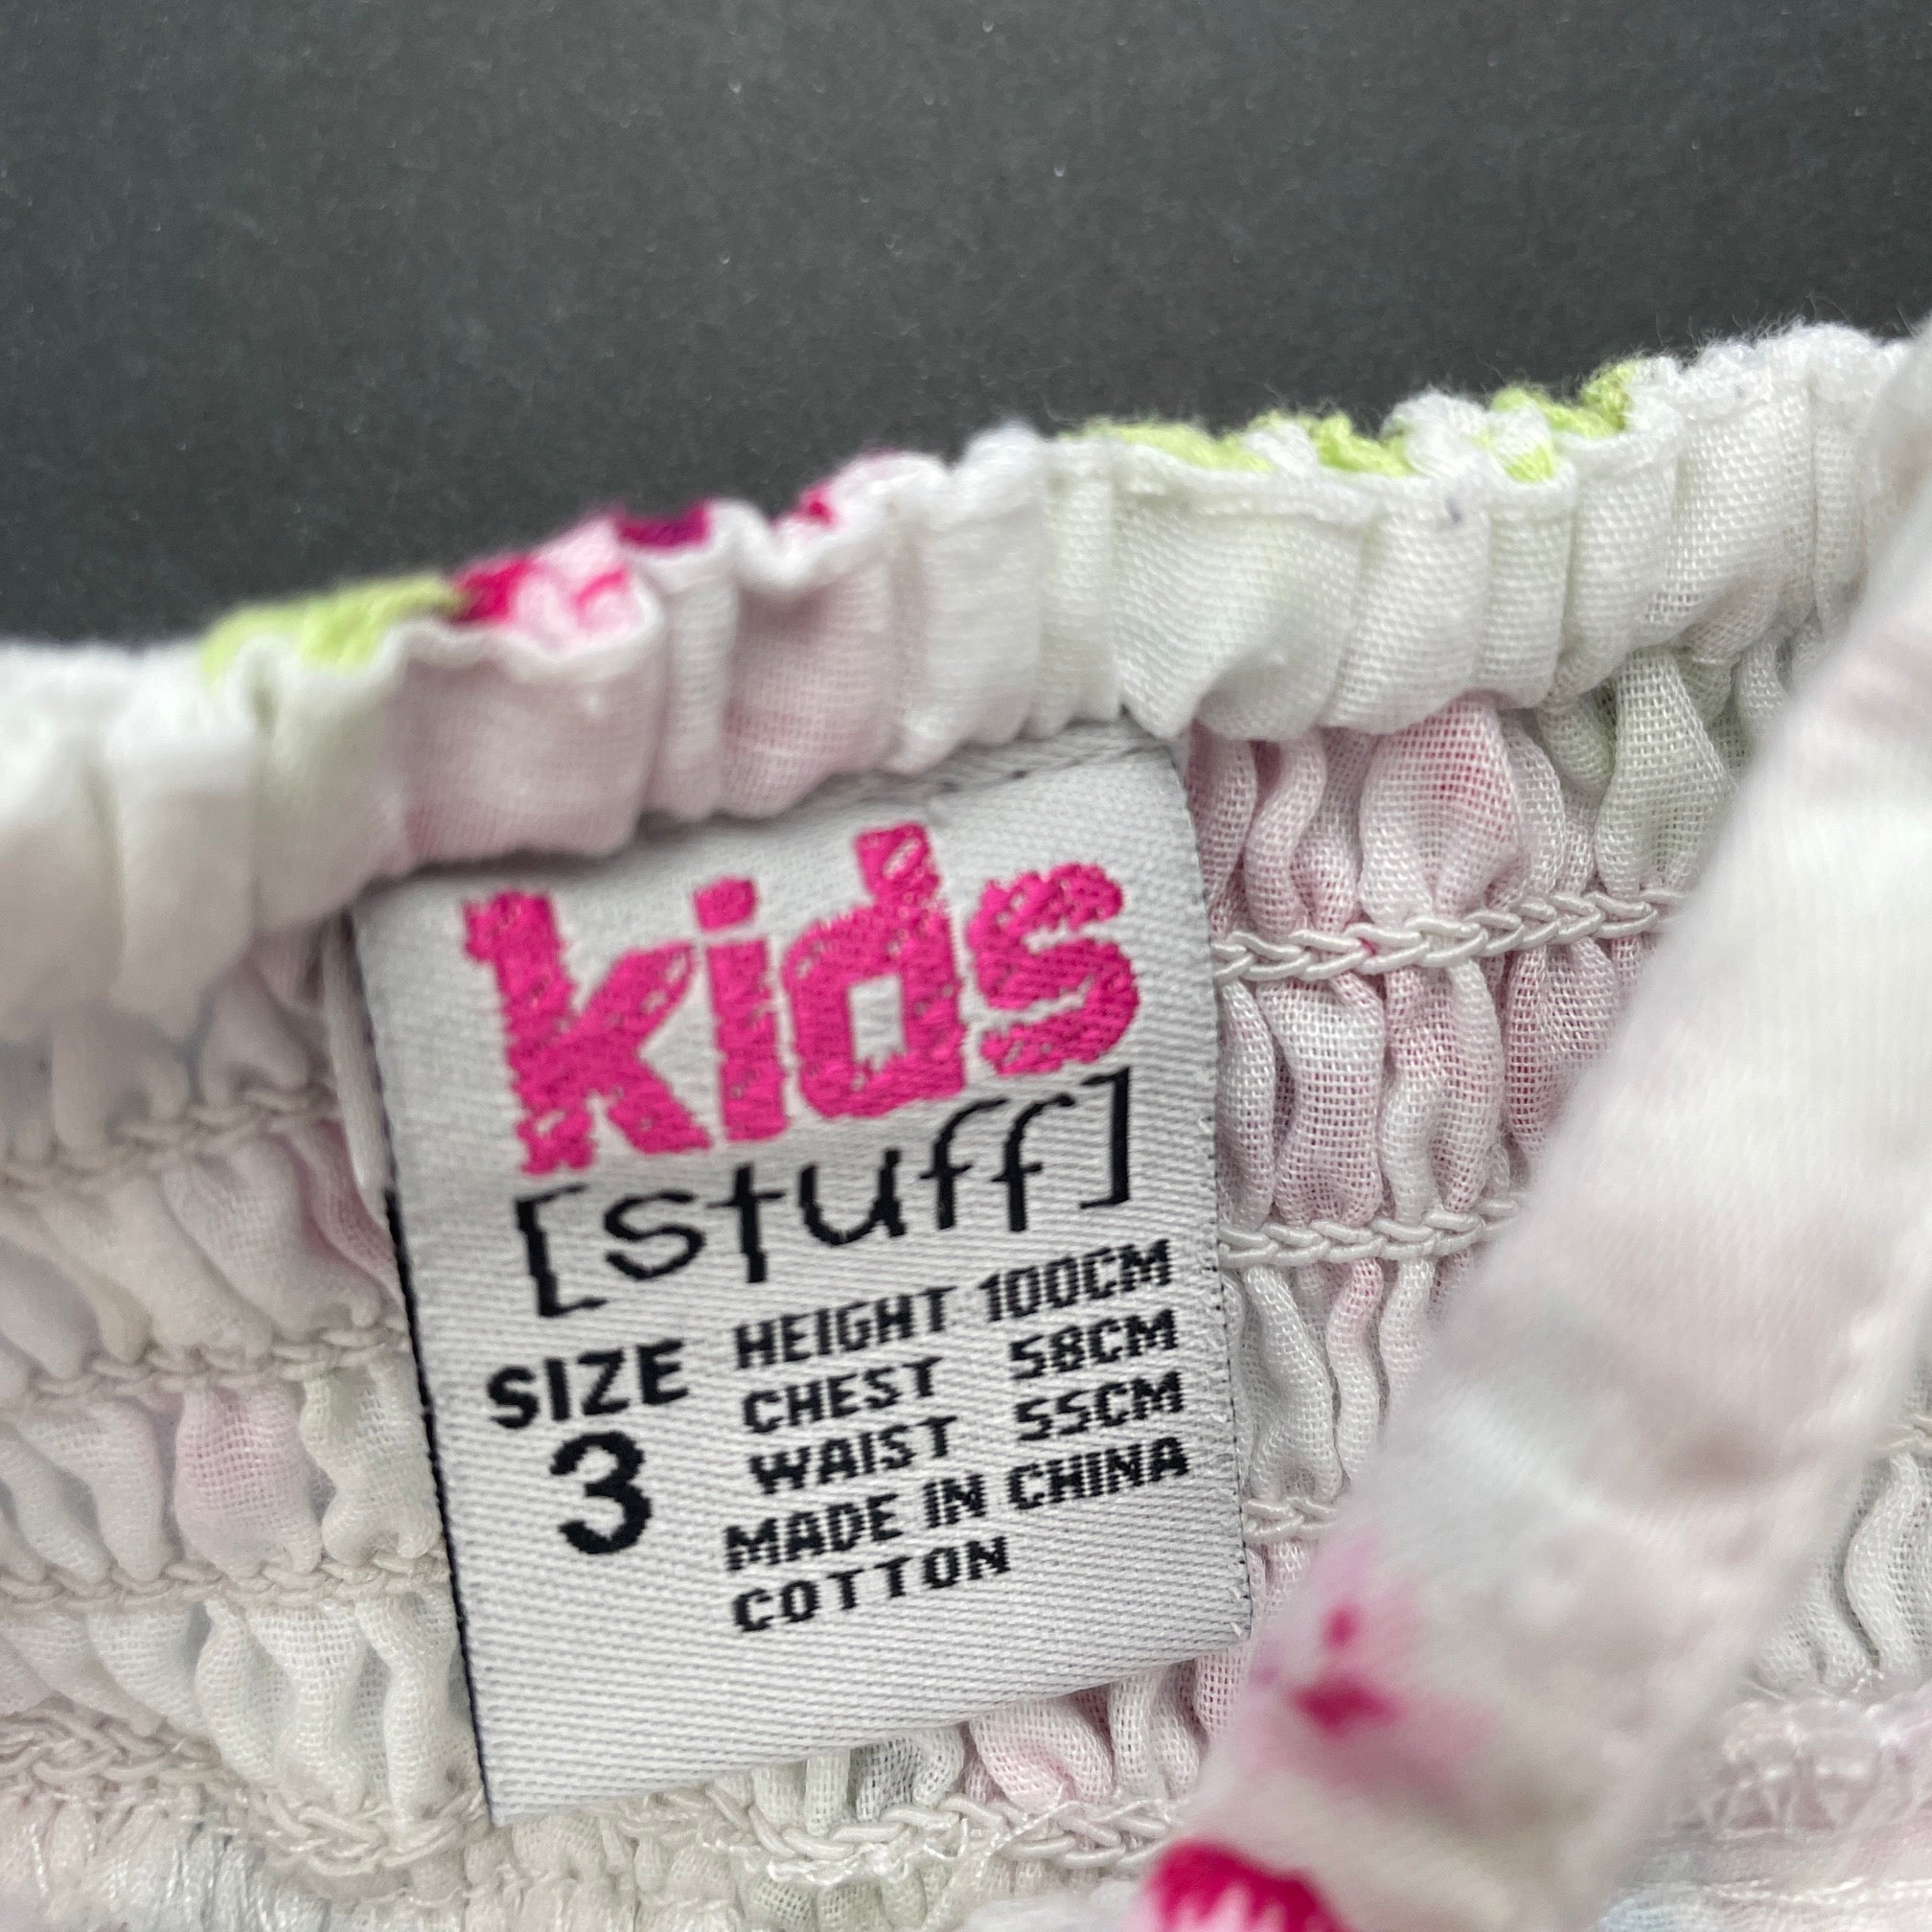 kids
[stuff]
SIZE
3
HEIGHT 100CM
CHEST 58CM
WAIST 55CM
MADE IN CHINA
COTTON